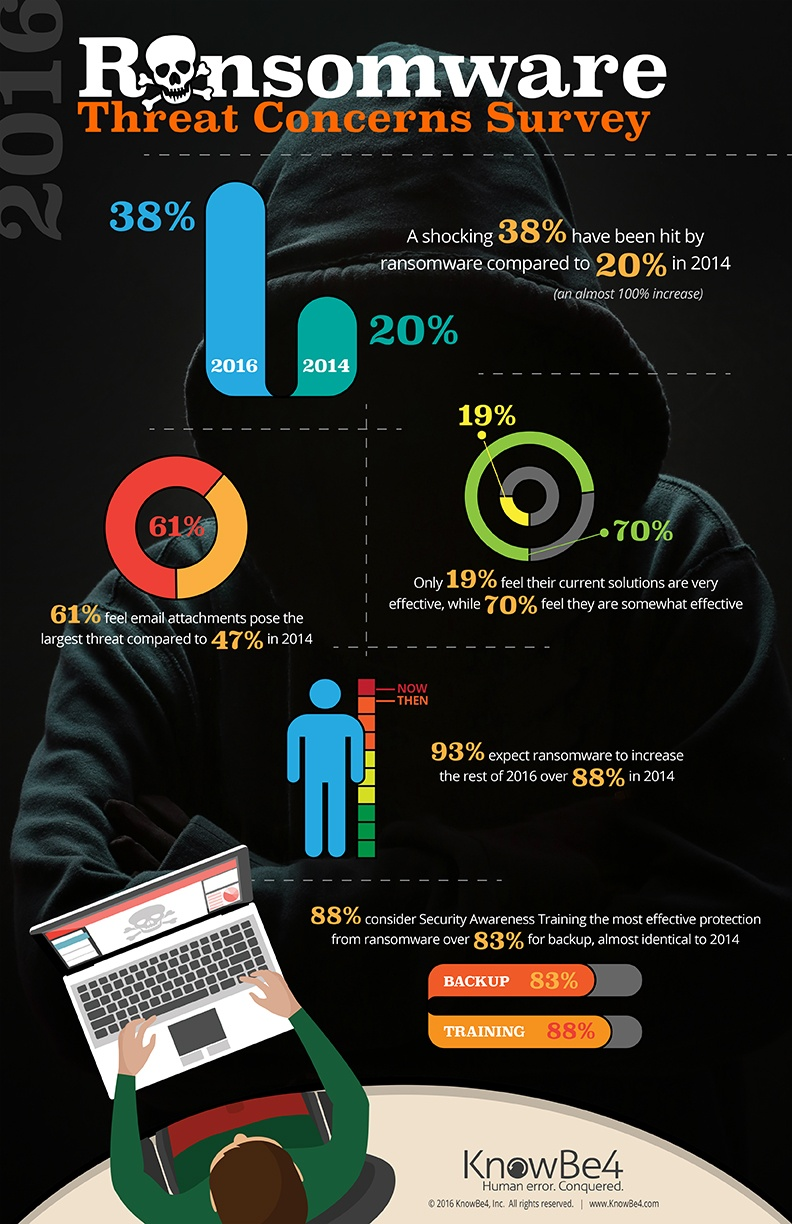 2016
Ransomware
Threat Concerns Survey
38%
2016
2014
20%
A shocking 38% have been hit by
ransomware compared to 20% in 2014
(an almost 100% increase)
61%
61% feel email attachments pose the
largest threat compared to 47% in 2014
19%
70%
Only 19% feel their current solutions are very
effective, while 70% feel they are somewhat effective
NOW
THEN
93% expect ransomware to increase
the rest of 2016 over 88% in 2014
88% consider Security Awareness Training the most effective protection
from ransomware over 83% for backup, almost identical to 2014
BACKUP 83%
TRAINING 88%
KnowBe4
Human error. Conquered.
© 2016 KnowBe4, Inc. All rights reserved. | www.KnowBe4.com